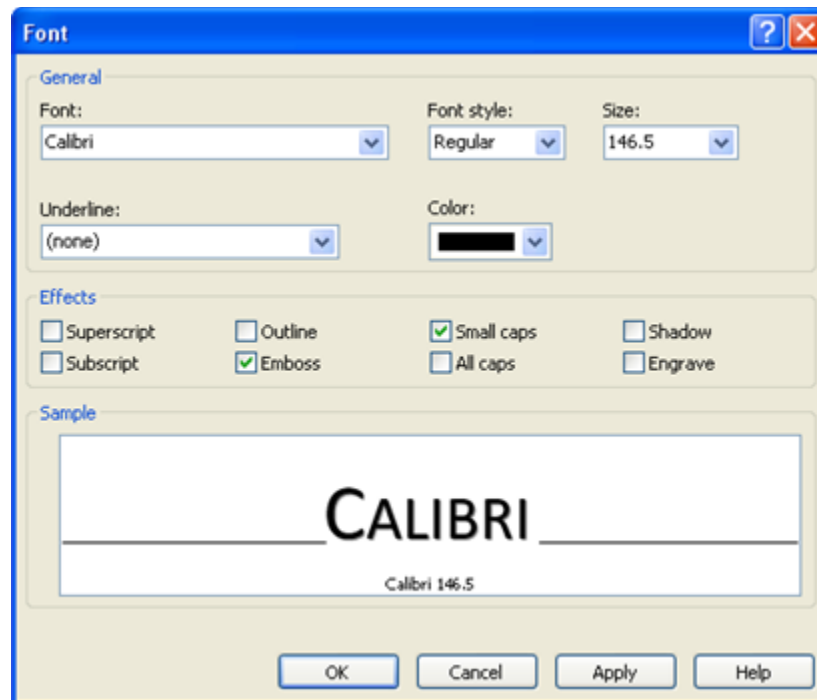 Font
General
Font: Font style: Size:
Calibri Regular 146.5
Underline: Color:
(none)
Effects
Superscript Outline Small caps Shadow
Subscript Emboss All caps Engrave
Sample
CALIBRI
Calibri 146.5
OK Cancel Apply Help